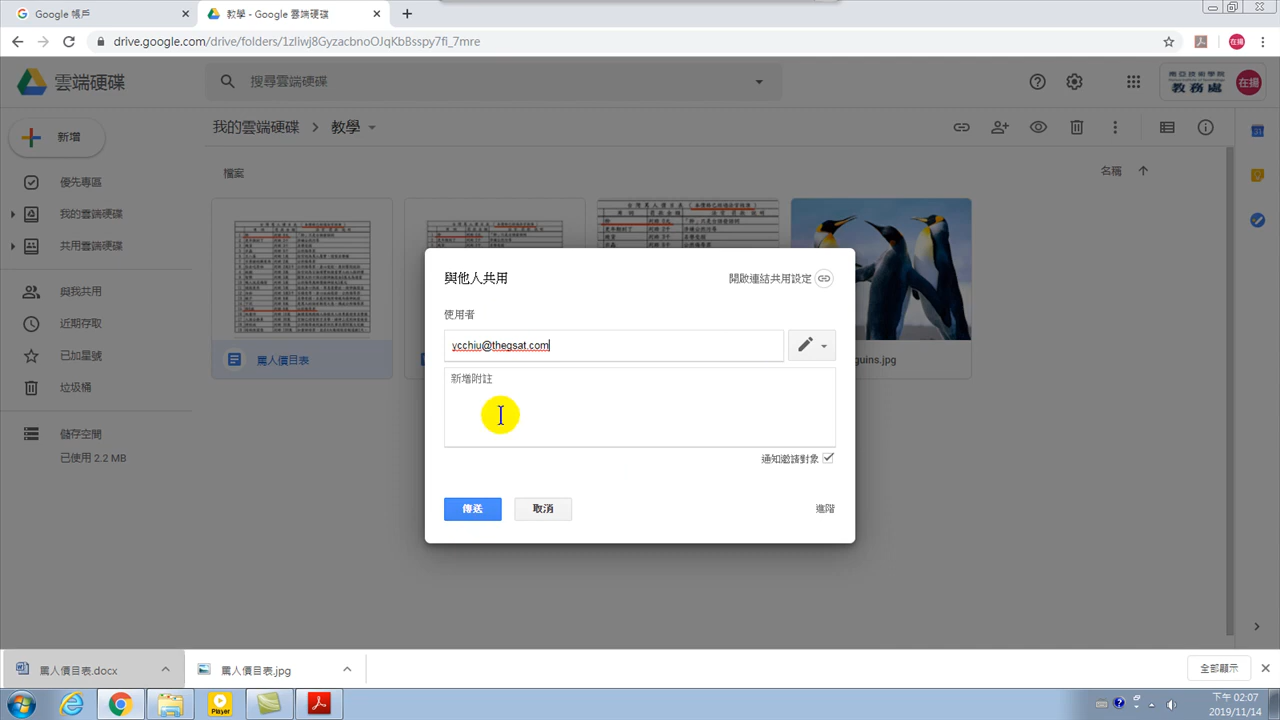 Google 帳戶
教學 - Google 雲端硬碟
drive.google.com/drive/folders/1zliwj8GyzacbnoOJqKbBsspy7fi_7mre
在揚
雲端硬碟
搜尋雲端硬碟
教務處
在揚
新增
我的雲端硬碟
教學
檔案
名稱
優先專區
我的雲端硬碟
共用雲端硬碟
與我共用
近期存取
已加星號
垃圾桶
儲存空間
已使用 2.2 MB
罵人價目表
guins.jpg
與他人共用
開啟連結共用設定
使用者
ycchiu@thegsat.com
新增附註
通知邀請對象
傳送
取消
進階
罵人價目表.docx
罵人價目表.jpg
全部顯示
Player
下午 02:07
2019/11/14